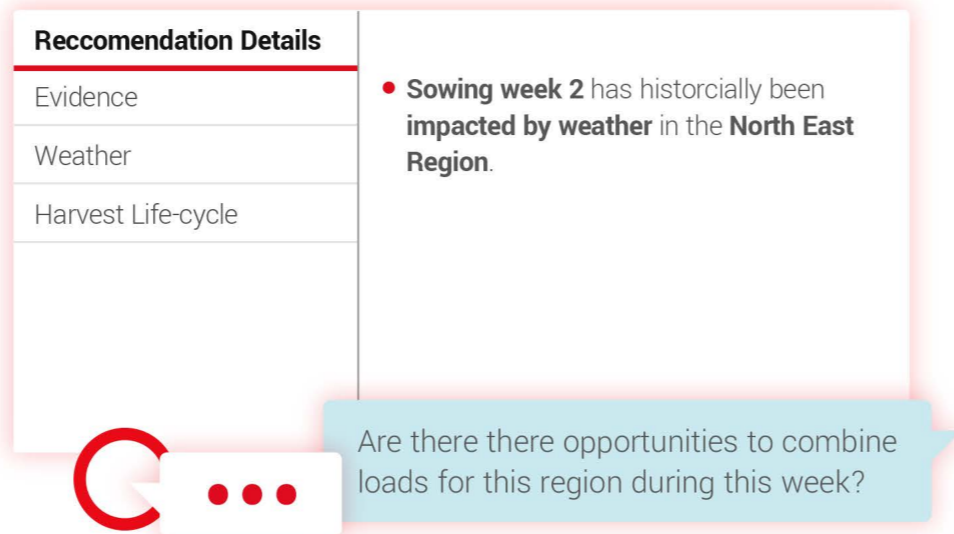 Reccomendation Details
Evidence
Weather
Harvest Life-cycle
• Sowing week 2 has historcially been
impacted by weather in the North East
Region.
Are there there opportunities to combine
loads for this region during this week?